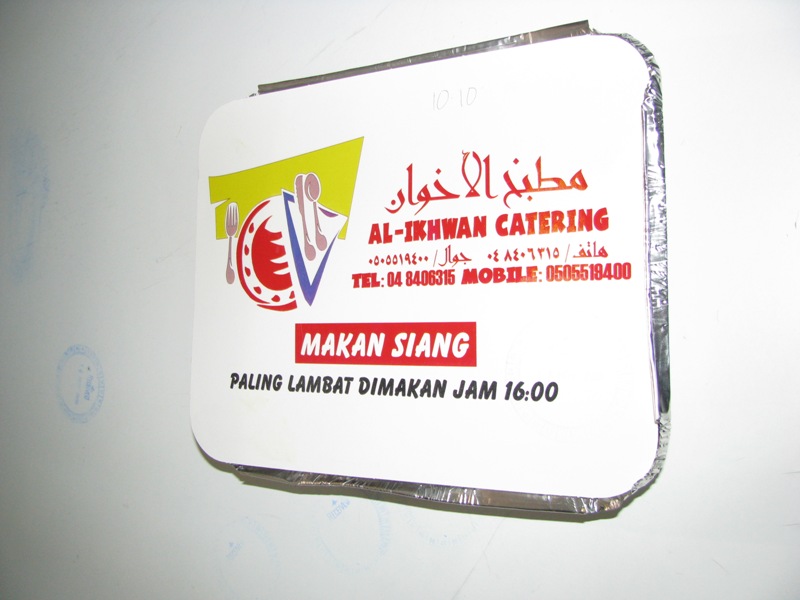 10 10
مطبخ الاخوان
AL-IKHWAN CATERING
هاتف/ ٠٤٨٤٠٦٣١٥ جوال/ ٠٥٠٥٥١٩٤٠٠
TEL: 04 8406315 MOBILE: 0505519400
MAKAN SIANG
PALING LAMBAT DIMAKAN JAM 16:00